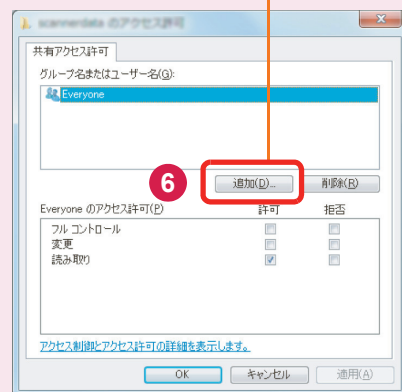 scannerdata のアクセス許可
共有アクセス許可
グループ名またはユーザー名(G):
Everyone
6
追加(D)...
削除(R)
Everyone のアクセス許可(P)
許可
拒否
フル コントロール
変更
読み取り
アクセス制御とアクセス許可の詳細を表示します。
OK
キャンセル
適用(A)